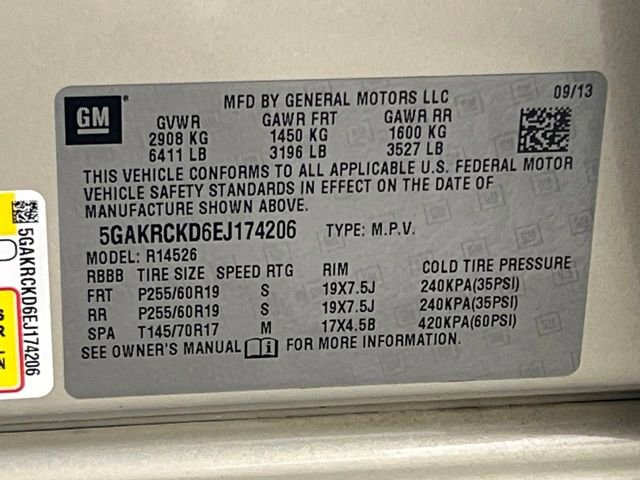 GM
MFD BY GENERAL MOTORS LLC 09/13
GVWR GAWR FRT GAWR RR
2908 KG 1450 KG 1600 KG
6411 LB 3196 LB 3527 LB
THIS VEHICLE CONFORMS TO ALL APPLICABLE U.S. FEDERAL MOTOR
VEHICLE SAFETY STANDARDS IN EFFECT ON THE DATE OF
MANUFACTURE SHOWN ABOVE.
5GAKRCKD6EJ174206 TYPE: M.P.V.
MODEL: R14526
RBBB TIRE SIZE SPEED RTG RIM COLD TIRE PRESSURE
FRT P255/60R19 S 19X7.5J 240KPA(35PSI)
RR P255/60R19 S 19X7.5J 240KPA(35PSI)
SPA T145/70R17 M 17X4.5B 420KPA(60PSI)
SEE OWNER'S MANUAL FOR MORE INFORMATION.
5GAKRCKD6EJ174206